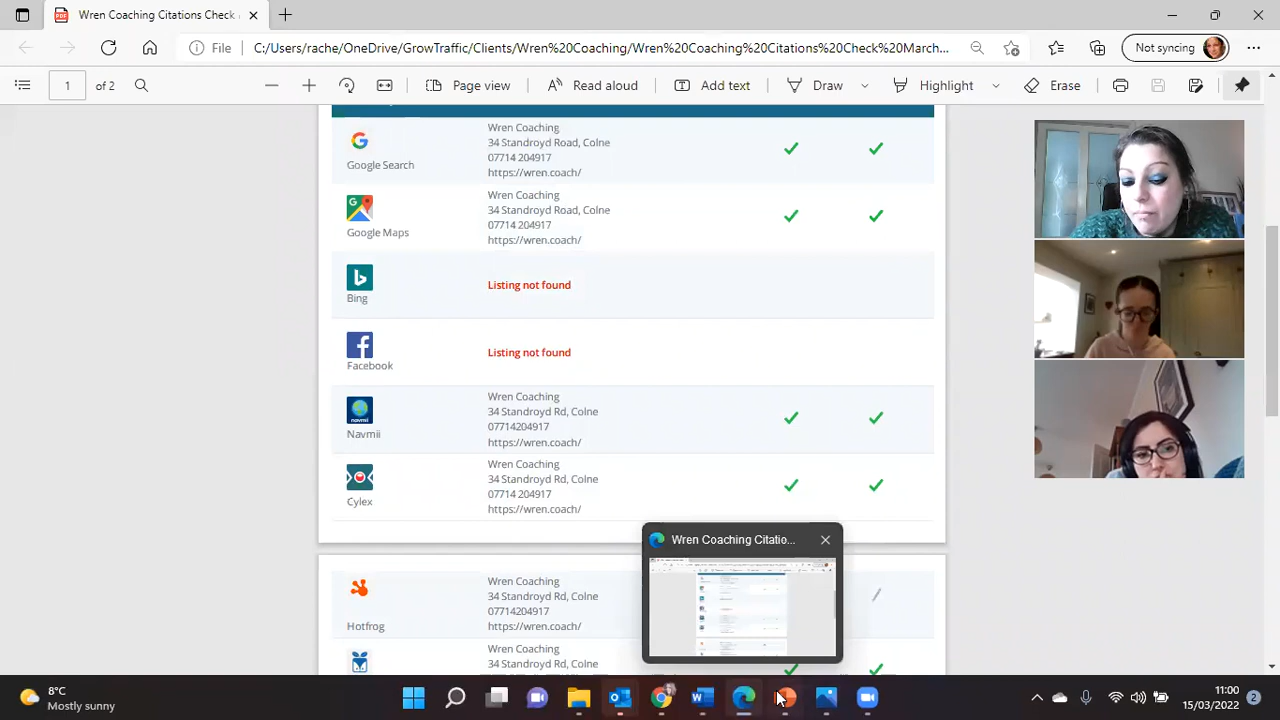 Wren Coaching Citations Check
File
C:/Users/rache/OneDrive/GrowTraffic/Clients/Wren%20Coaching/Wren%20Coaching%20Citations%20Check%20March...
Not syncing
1
of 2
Page view
Read aloud
Add text
Draw
Highlight
Erase
Google Search
Wren Coaching
34 Standroyd Road, Colne
07714 204917
https://wren.coach/
Google Maps
Wren Coaching
34 Standroyd Road, Colne
07714 204917
https://wren.coach/
Bing
Listing not found
Facebook
Listing not found
Navmii
Wren Coaching
34 Standroyd Rd, Colne
07714204917
https://wren.coach/
Cylex
Wren Coaching
34 Standroyd Rd, Colne
07714 204917
https://wren.coach/
Wren Coaching Citatio...
Hotfrog
Wren Coaching
34 Standroyd Rd, Colne
07714204917
https://wren.coach/
Wren Coaching
34 Standroyd Rd, Colne
8°C
Mostly sunny
11:00
15/03/2022
2